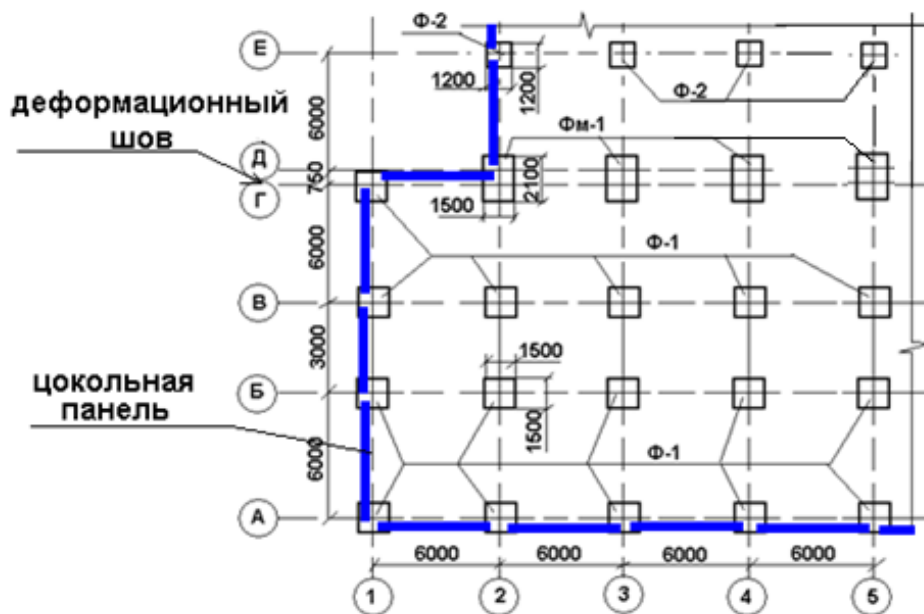 Ф-2
Е
1200
1200
Ф-2
6000
деформационный
шов
Фм-1
Д
750
Г
2100
1500
6000
Ф-1
В
3000
1500
цокольная
панель
Б
1500
6000
Ф-1
А
6000 6000 6000 6000
1 2 3 4 5